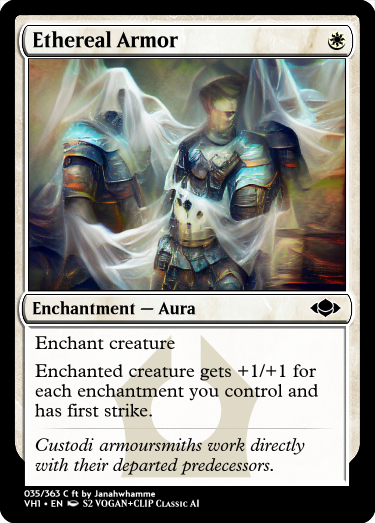 Ethereal Armor
Enchantment — Aura
Enchant creature
Enchanted creature gets +1/+1 for
each enchantment you control and
has first strike.
Custodi armoursmiths work directly
with their departed predecessors.
035/363 C ft by Janahwhamme
VH1 • EN S2 VOGAN+CLIP Classic AI